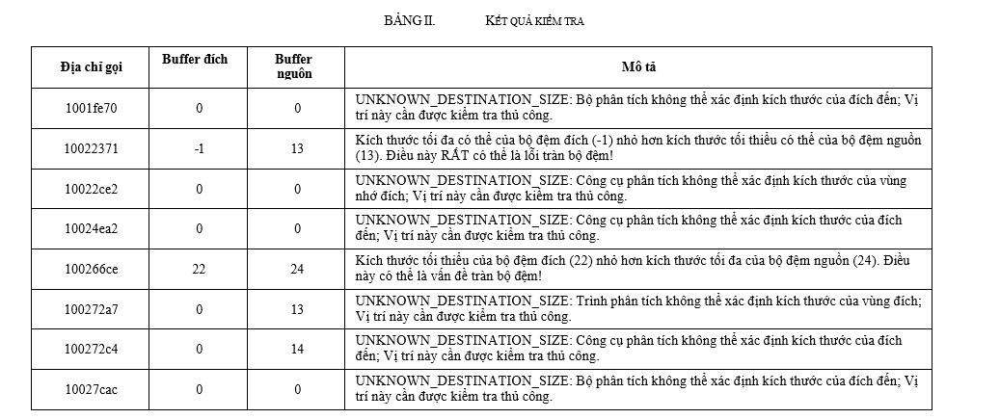 BẢNG II. KẾT QUẢ KIỂM TRA
Địa chỉ gọi
Buffer đích
Buffer
nguồn
Mô tả
1001fe70
0
0
UNKNOWN_DESTINATION_SIZE: Bộ phân tích không thể xác định kích thước của đích đến; Vị
trí này cần được kiểm tra thủ công.
10022371
-1
13
Kích thước tối đa có thể của bộ đệm đích (-1) nhỏ hơn kích thước tối thiểu có thể của bộ đệm nguồn
(13). Điều này RẤT có thể là lỗi tràn bộ đệm!
10022ce2
0
0
UNKNOWN_DESTINATION_SIZE: Công cụ phân tích không thể xác định kích thước của vùng
nhớ đích; Vị trí này cần được kiểm tra thủ công.
10024ea2
0
0
UNKNOWN_DESTINATION_SIZE: Công cụ phân tích không thể xác định kích thước của đích
đến; Vị trí này cần được kiểm tra thủ công.
100266ce
22
24
Kích thước tối thiểu của bộ đệm đích (22) nhỏ hơn kích thước tối đa của bộ đệm nguồn (24). Điều
này có thể là vấn đề tràn bộ đệm!
100272a7
0
13
UNKNOWN_DESTINATION_SIZE: Trình phân tích không thể xác định kích thước của vùng đích;
Vị trí này cần được kiểm tra thủ công.
100272c4
0
14
UNKNOWN_DESTINATION_SIZE: Công cụ phân tích không thể xác định kích thước của đích
đến; Vị trí này cần được kiểm tra thủ công.
10027cac
0
0
UNKNOWN_DESTINATION_SIZE: Bộ phân tích không thể xác định kích thước của đích đến; Vị
trí này cần được kiểm tra thủ công.